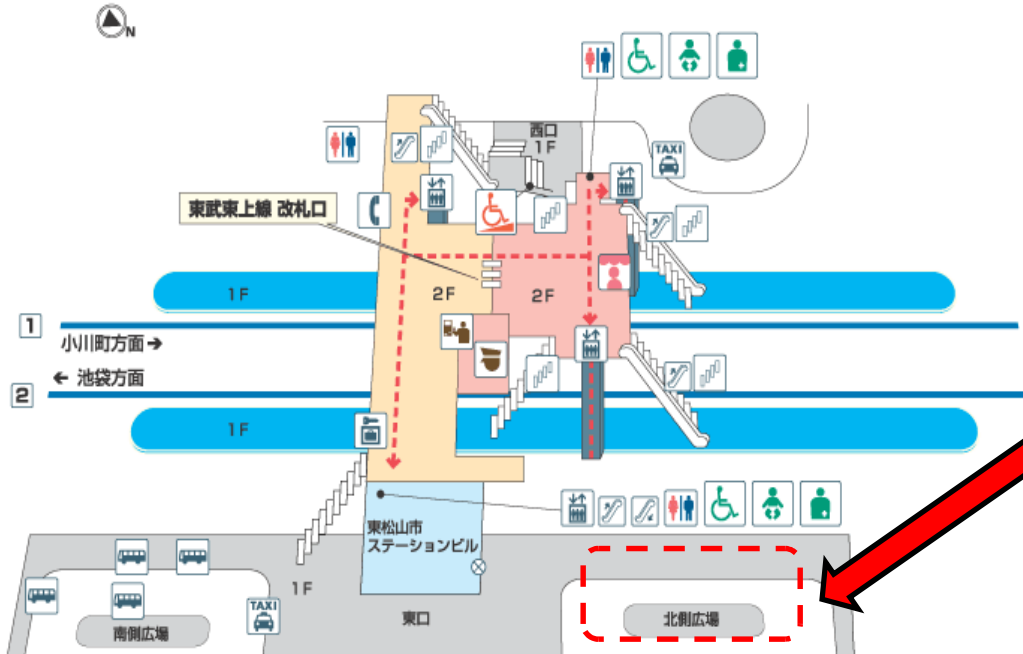 N
西口
1F
TAXI
東武東上線 改札口
1F
2F
2F
1
小川町方面→
← 池袋方面
2
1F
東松山市
ステーションビル
1F
TAXI
東口
南側広場
北側広場